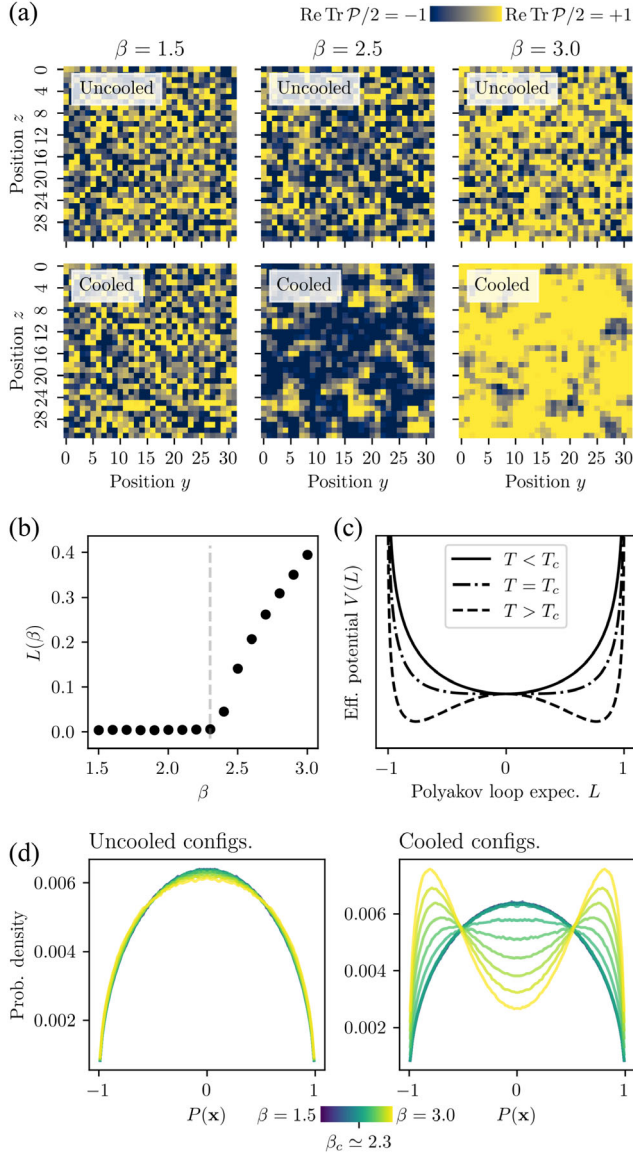 (a)
Re Tr 𝒫/2 = −1 Re Tr 𝒫/2 = +1
β = 1.5 β = 2.5 β = 3.0
Uncooled Uncooled Uncooled
Position z
0
4
8
12
16
20
24
28
Cooled Cooled Cooled
Position z
0
4
8
12
16
20
24
28
0 5 10 15 20 25 30 0 5 10 15 20 25 30 0 5 10 15 20 25 30
Position y Position y Position y
(b)
L(β)
0.4
0.3
0.2
0.1
0.0
1.5 2.0 2.5 3.0
β
(c)
Eff. potential V(L)
T < T_c
T = T_c
T > T_c
−1 0 1
Polyakov loop expec. L
(d)
Uncooled configs. Cooled configs.
Prob. density
0.006
0.004
0.002
−1 0 1
P(x)
0.006
0.004
0.002
−1 0 1
P(x)
β = 1.5 β = 3.0
β_c ≃ 2.3